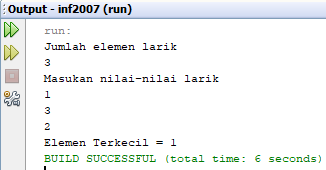 Output - inf2007 (run)
run:
Jumlah elemen larik
3
Masukan nilai-nilai larik
1
3
2
Elemen Terkecil = 1
BUILD SUCCESSFUL (total time: 6 seconds)